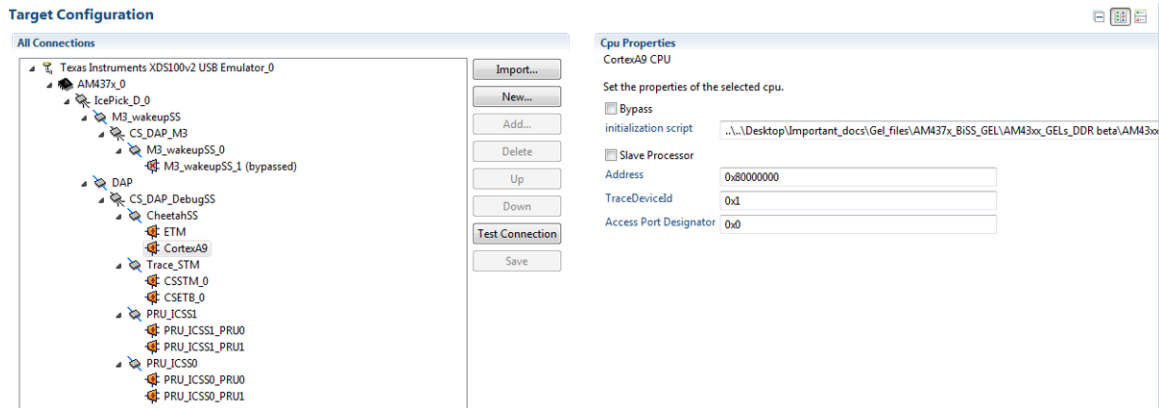 Target Configuration
All Connections
Texas Instruments XDS100v2 USB Emulator_0
AM437x_0
IcePick_D_0
M3_wakeupSS
CS_DAP_M3
M3_wakeupSS_0
M3_wakeupSS_1 (bypassed)
DAP
CS_DAP_DebugSS
CheetahSS
ETM
CortexA9
Trace_STM
CSSTM_0
CSETB_0
PRU_ICSS1
PRU_ICSS1_PRU0
PRU_ICSS1_PRU1
PRU_ICSS0
PRU_ICSS0_PRU0
PRU_ICSS0_PRU1
Import...
New...
Add...
Delete
Up
Down
Test Connection
Save
Cpu Properties
CortexA9 CPU
Set the properties of the selected cpu.
Bypass
initialization script ..\..\Desktop\Important_docs\Gel_files\AM437x_BiSS_GEL\AM43xx_GELs_DDR beta\AM43xx
Slave Processor
Address 0x80000000
TraceDeviceId 0x1
Access Port Designator 0x0